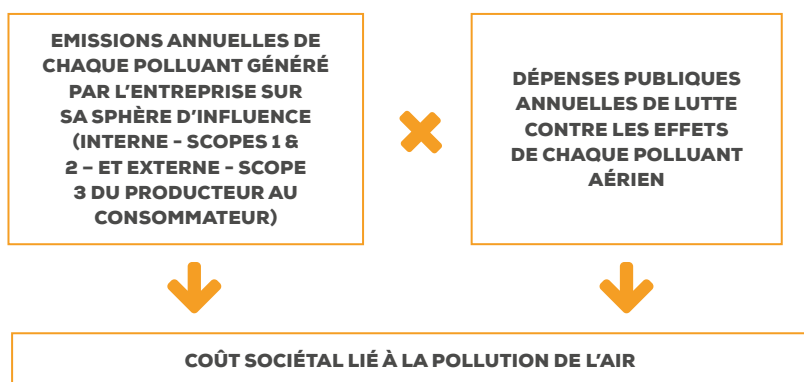 EMISSIONS ANNUELLES DE
CHAQUE POLLUANT GÉNÉRÉ
PAR L'ENTREPRISE SUR
SA SPHÈRE D'INFLUENCE
(INTERNE - SCOPES 1 &
2 – ET EXTERNE - SCOPE
3 DU PRODUCTEUR AU
CONSOMMATEUR)
DÉPENSES PUBLIQUES
ANNUELLES DE LUTTE
CONTRE LES EFFETS
DE CHAQUE POLLUANT
AÉRIEN
COÛT SOCIÉTAL LIÉ À LA POLLUTION DE L'AIR